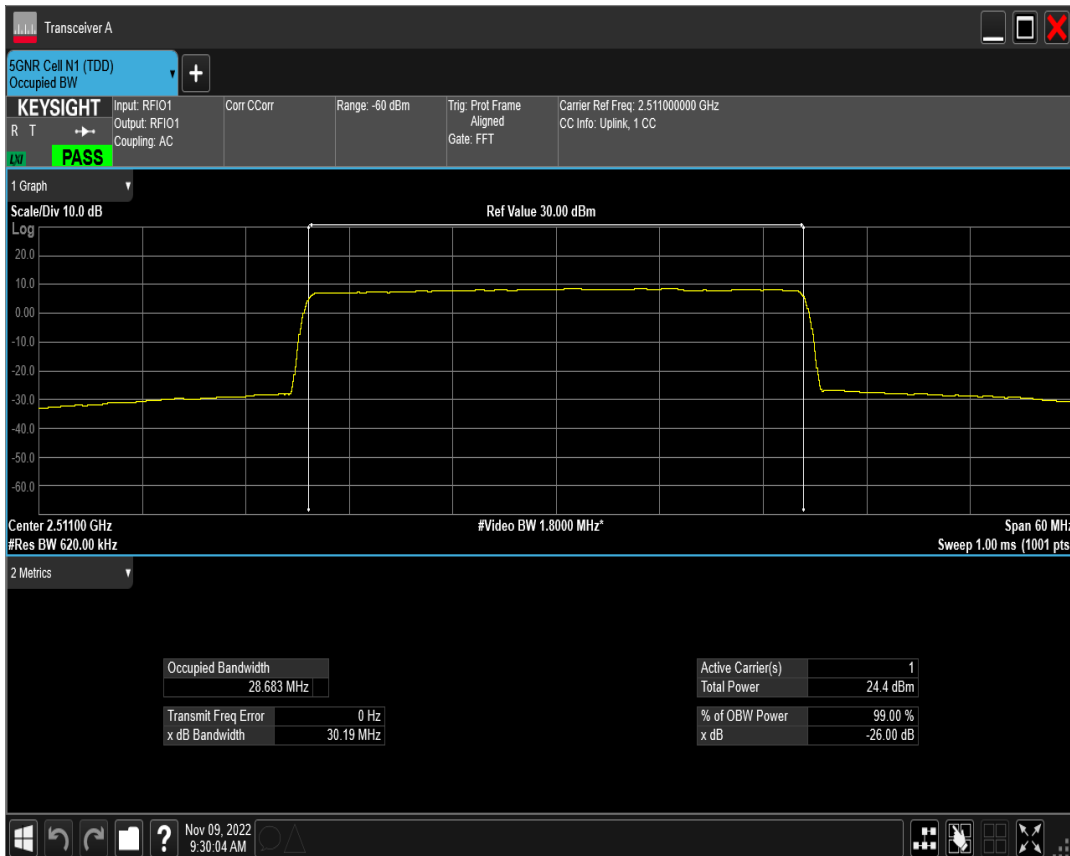 Transceiver A
5GNR Cell N1 (TDD)
Occupied BW
+
KEYSIGHT
R T
LXI
PASS
Input: RFIO1
Output: RFIO1
Coupling: AC
Corr CCorr
Range: -60 dBm
Trig: Prot Frame
Aligned
Gate: FFT
Carrier Ref Freq: 2.511000000 GHz
CC Info: Uplink, 1 CC
1 Graph
Scale/Div 10.0 dB
Ref Value 30.00 dBm
Log
20.0
10.0
0.00
-10.0
-20.0
-30.0
-40.0
-50.0
-60.0
Center 2.51100 GHz
#Video BW 1.8000 MHz*
Span 60 MHz
#Res BW 620.00 kHz
Sweep 1.00 ms (1001 pts
2 Metrics
Occupied Bandwidth
28.683 MHz
Transmit Freq Error 0 Hz
x dB Bandwidth 30.19 MHz
Active Carrier(s) 1
Total Power 24.4 dBm
% of OBW Power 99.00 %
x dB -26.00 dB
?
Nov 09, 2022
9:30:04 AM